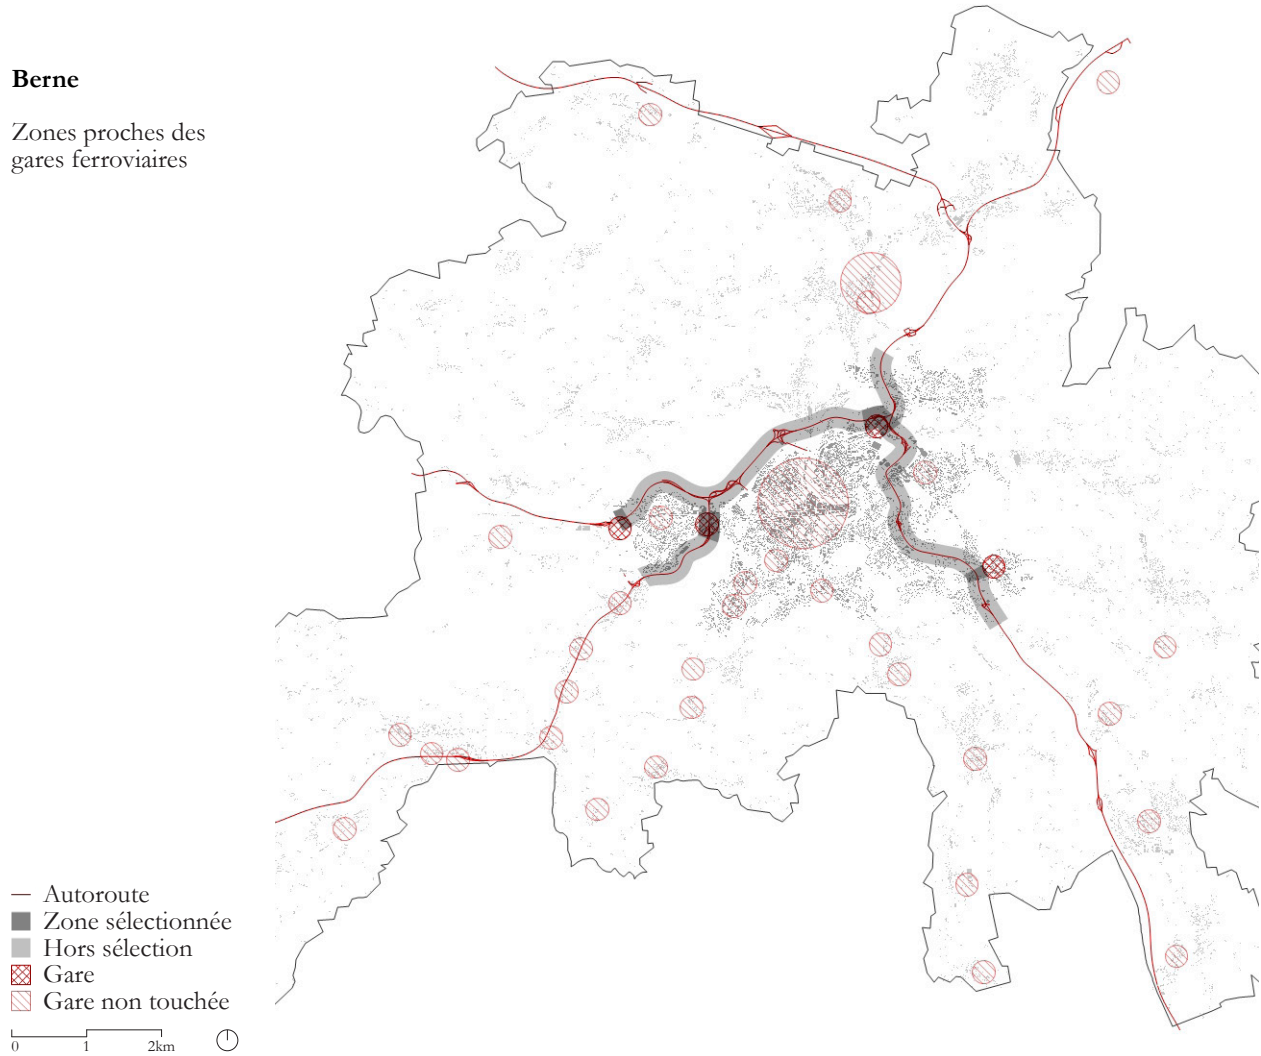 Berne
Zones proches des
gares ferroviaires
Autoroute
Zone sélectionnée
Hors sélection
Gare
Gare non touchée
0 1 2km